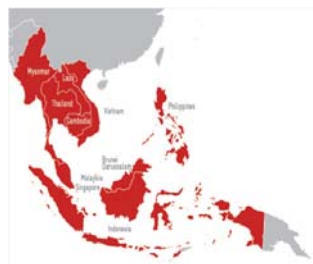 Myanmar
Laos
Thailand
Vietnam
Cambodia
Philippines
Brunei
Darussalam
Malaysia
Singapore
Indonesia